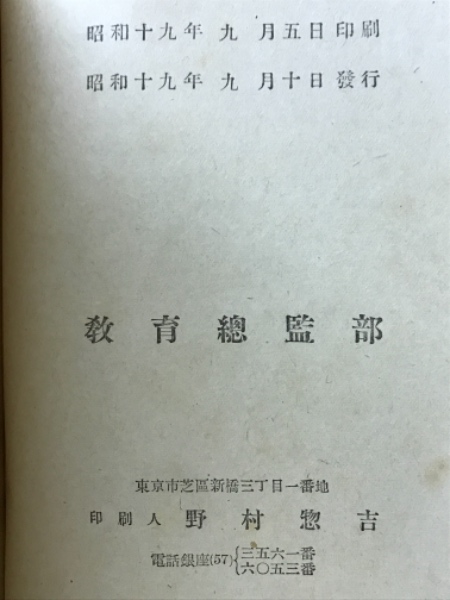 昭和十九年 九 月五日印刷
昭和十九年 九 月十日發行
教育總監部
東京市芝區新橋三丁目一番地
印刷人 野村惣吉
電話銀座(57){三五六一番
六〇五三番